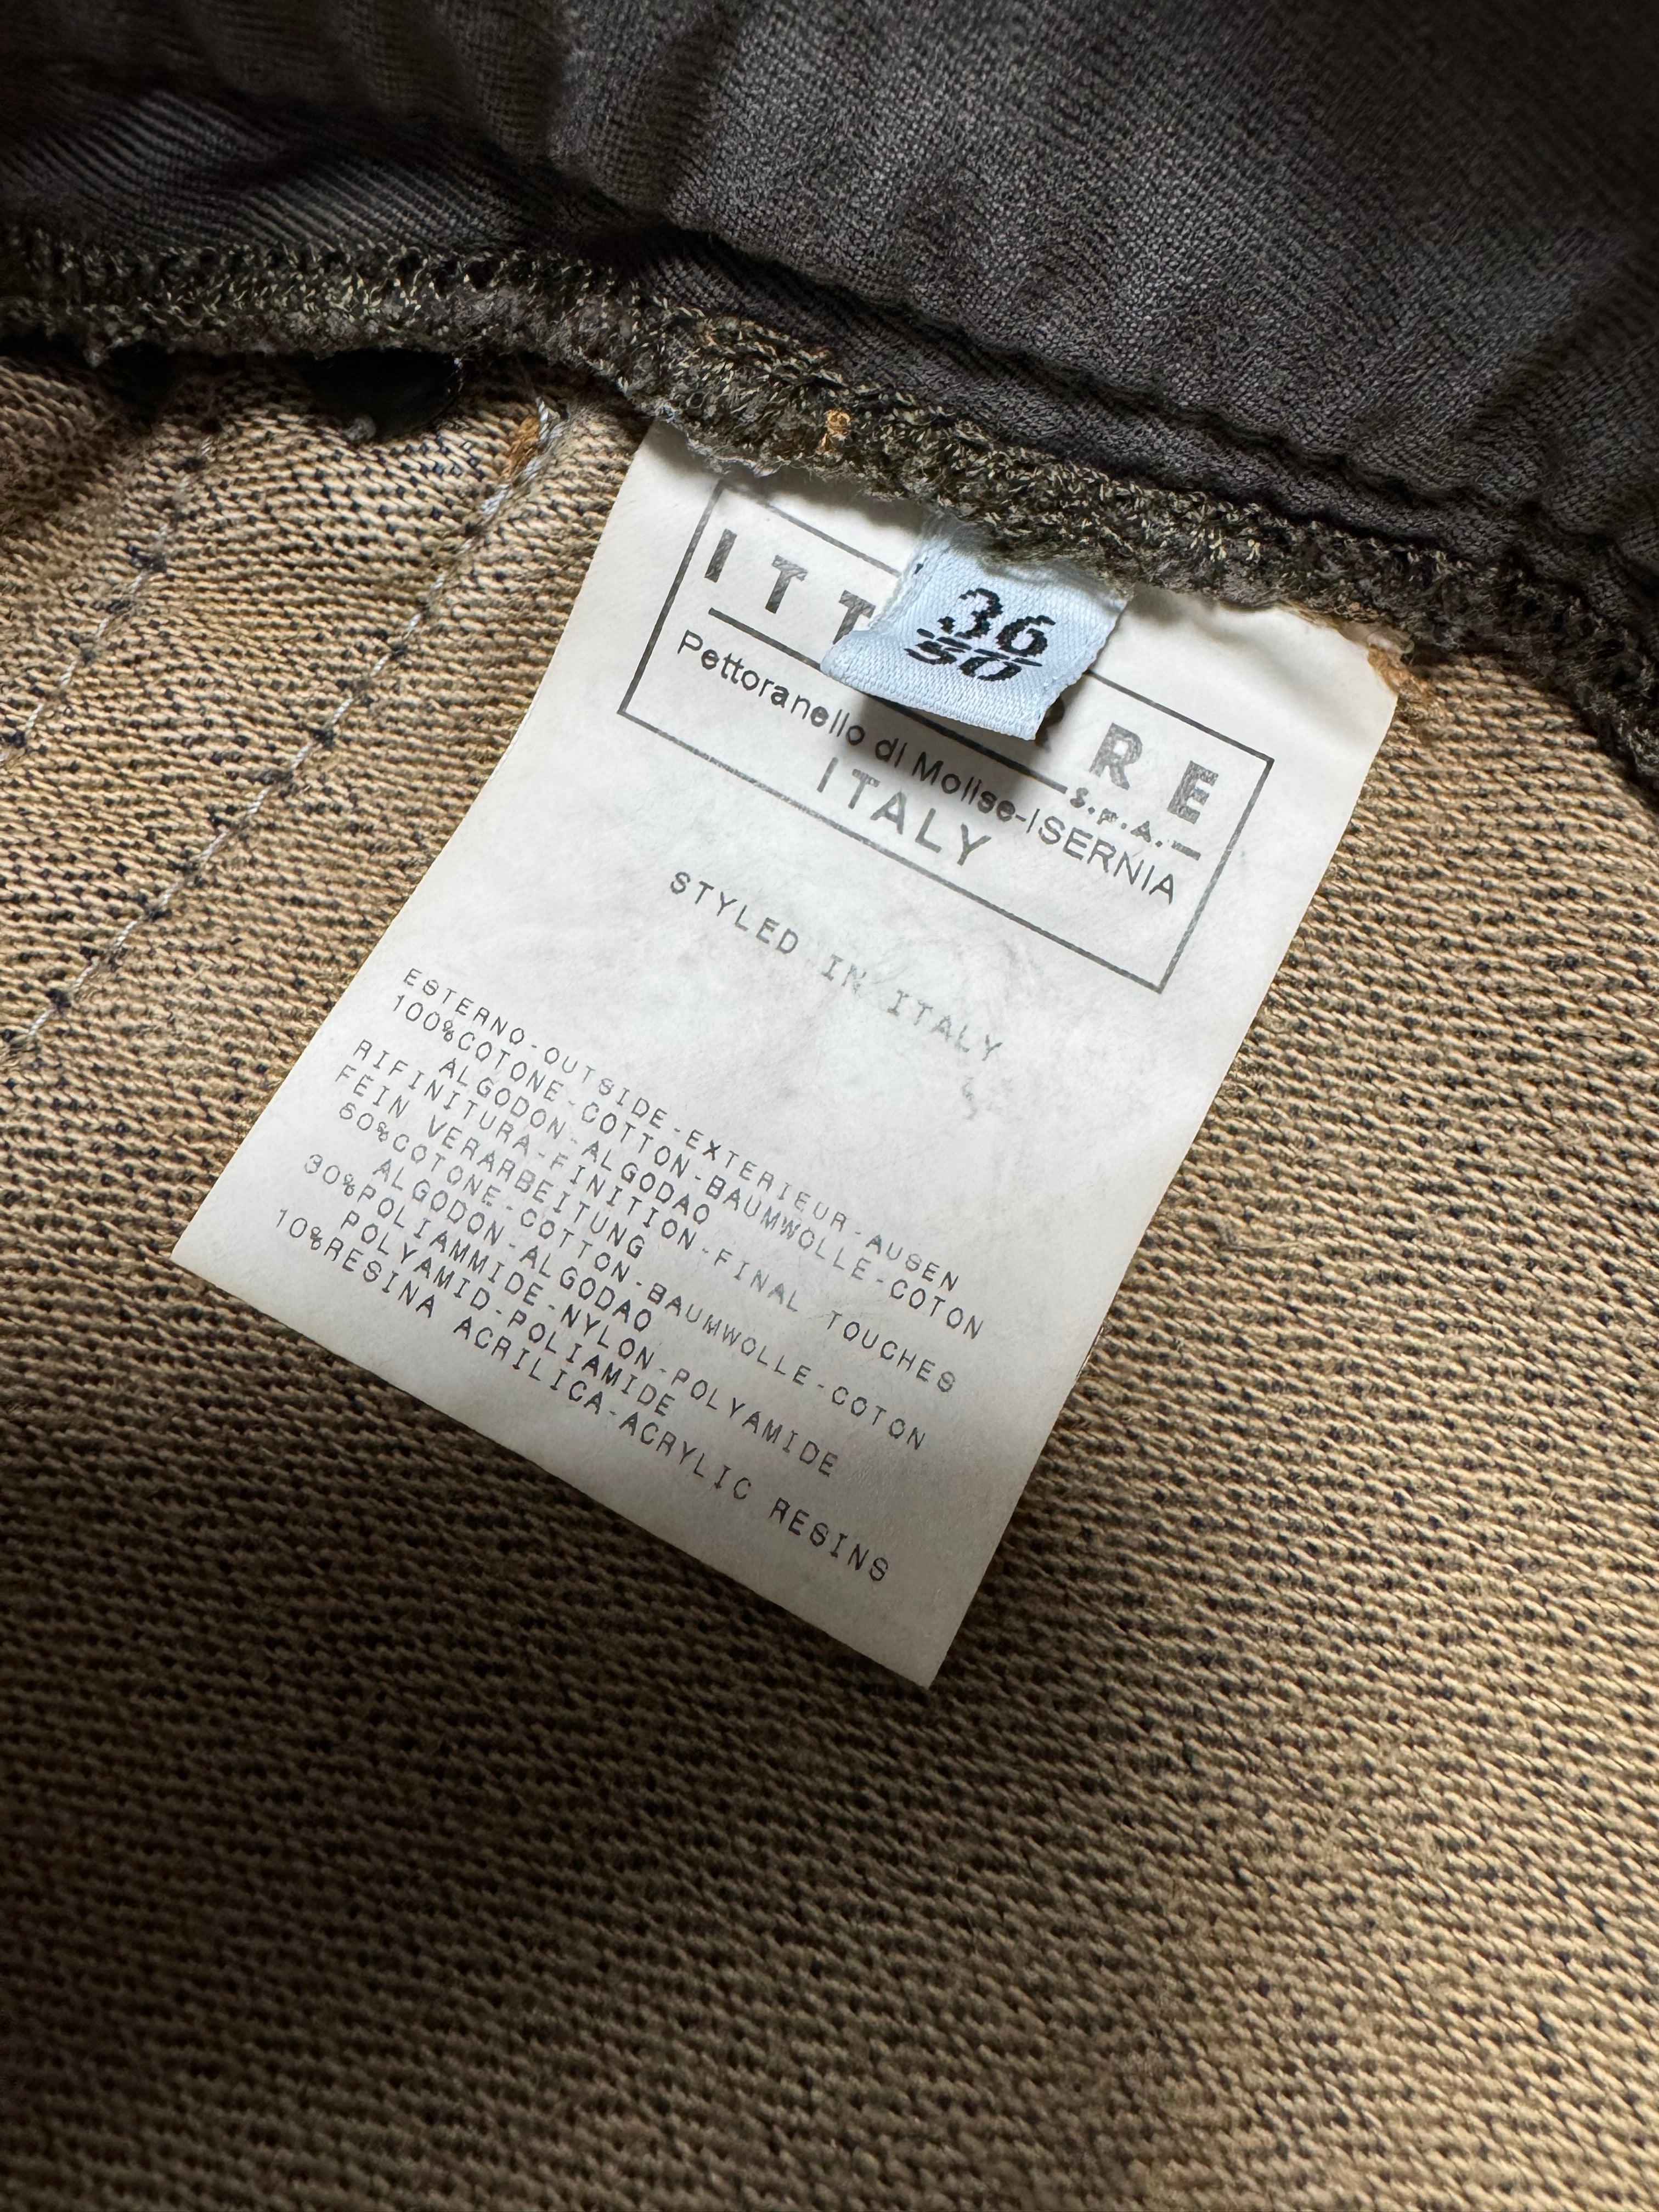 36
50
ITT RE
S.P.A.
Pettoranello di Molise-ISERNIA
ITALY
STYLED IN ITALY
ESTERNO-OUTSIDE-EXTERIEUR-AUSEN
100%COTONE-COTTON-BAUMWOLLE-COTON
ALGODON-ALGODAO
RIFINITURA-FINITION-FINAL TOUCHES
FEIN VERARBEITUNG
60%COTONE-COTTON-BAUMWOLLE-COTON
ALGODON-ALGODAO
30%POLIAMMIDE-NYLON-POLYAMIDE
POLYAMID-POLIAMIDE
10%RESINA ACRILICA-ACRYLIC RESINS